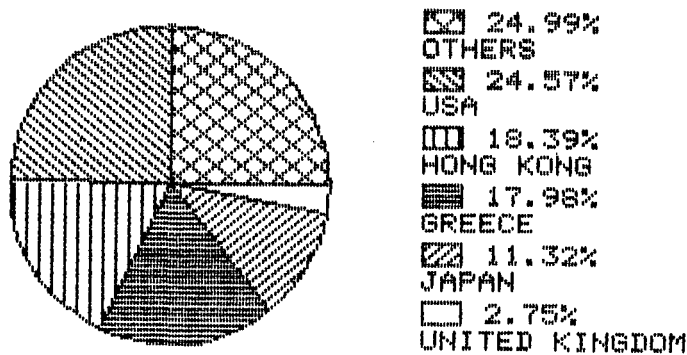 24.99%
OTHERS
24.57%
USA
18.39%
HONG KONG
17.98%
GREECE
11.32%
JAPAN
2.75%
UNITED KINGDOM